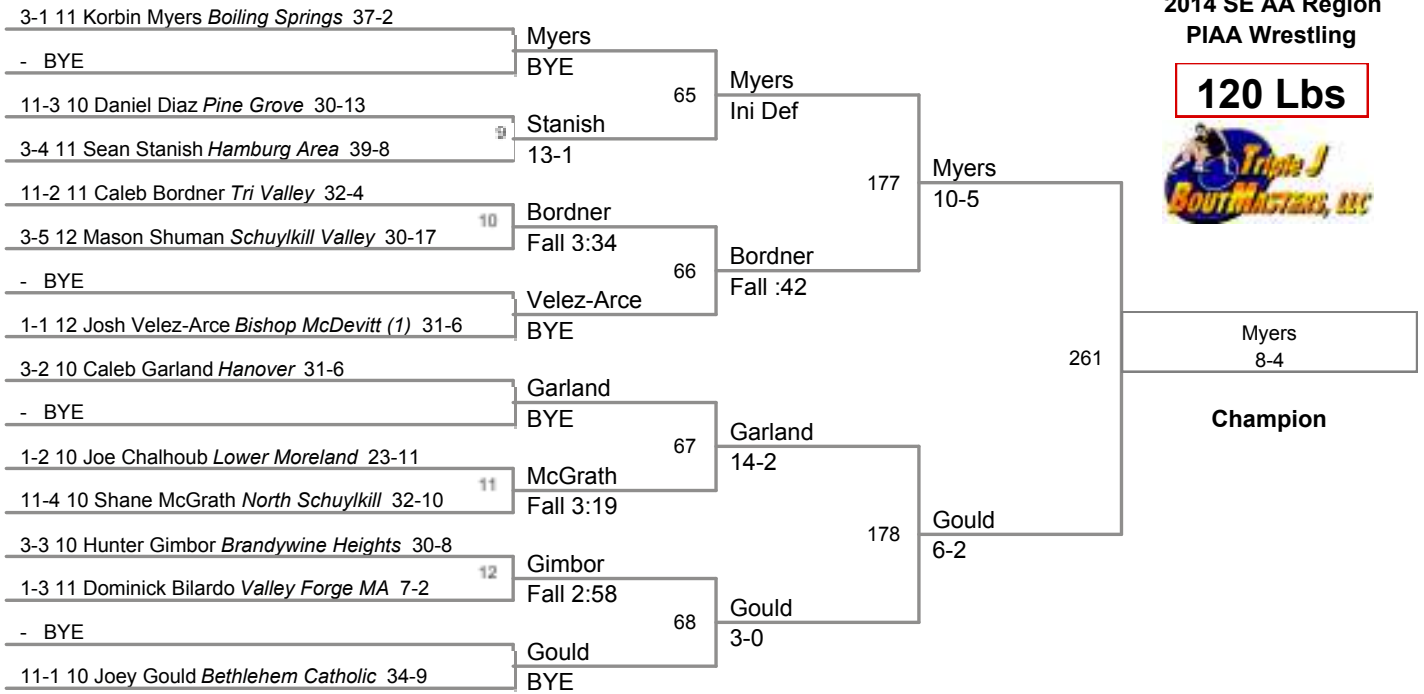 2014 SE AA Region
PIAA Wrestling
120 Lbs
Triple J
BoutMasters, LLC
3-1 11 Korbin Myers Boiling Springs 37-2
- BYE
Myers
BYE
11-3 10 Daniel Diaz Pine Grove 30-13
3-4 11 Sean Stanish Hamburg Area 39-8
9
Stanish
13-1
65
Myers
Ini Def
11-2 11 Caleb Bordner Tri Valley 32-4
3-5 12 Mason Shuman Schuylkill Valley 30-17
10
Bordner
Fall 3:34
- BYE
1-1 12 Josh Velez-Arce Bishop McDevitt (1) 31-6
Velez-Arce
BYE
66
Bordner
Fall :42
177
Myers
10-5
3-2 10 Caleb Garland Hanover 31-6
- BYE
Garland
BYE
1-2 10 Joe Chalhoub Lower Moreland 23-11
11-4 10 Shane McGrath North Schuylkill 32-10
11
McGrath
Fall 3:19
67
Garland
14-2
3-3 10 Hunter Gimbor Brandywine Heights 30-8
1-3 11 Dominick Bilardo Valley Forge MA 7-2
12
Gimbor
Fall 2:58
- BYE
11-1 10 Joey Gould Bethlehem Catholic 34-9
Gould
BYE
68
Gould
3-0
178
Gould
6-2
261
Myers
8-4
Champion